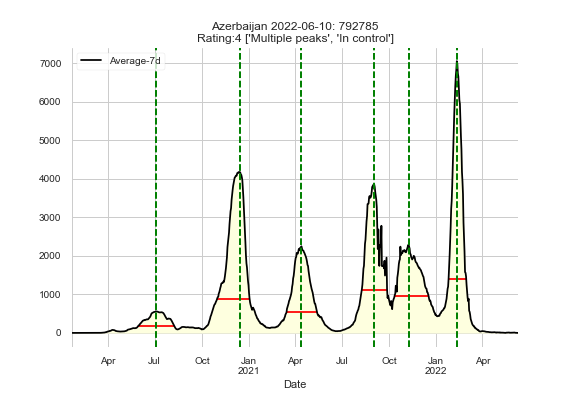 Azerbaijan 2022-06-10: 792785
Rating:4 ['Multiple peaks', 'In control']
Average-7d
7000
6000
5000
4000
3000
2000
1000
0
Apr Jul Oct Jan Apr Jul Oct Jan Apr
2021 2022
Date